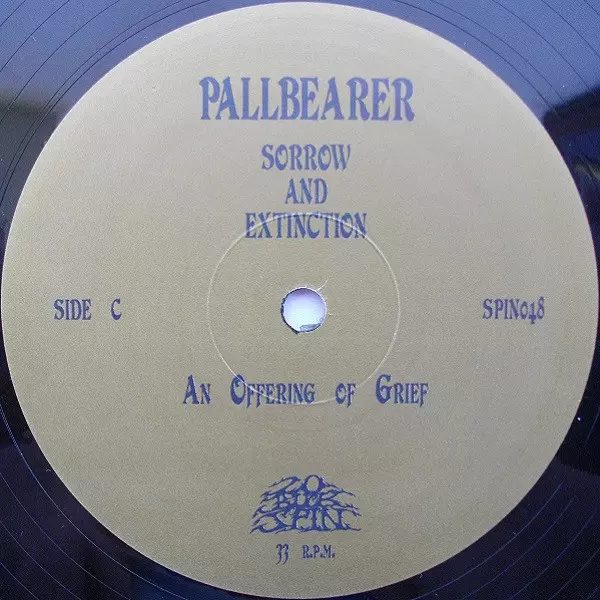 PALLBEARER
SORROW
AND
EXTINCTION
SIDE C
SPIN048
AN OFFERING OF GRIEF
20
BUCK
SPIN
33 R.P.M.